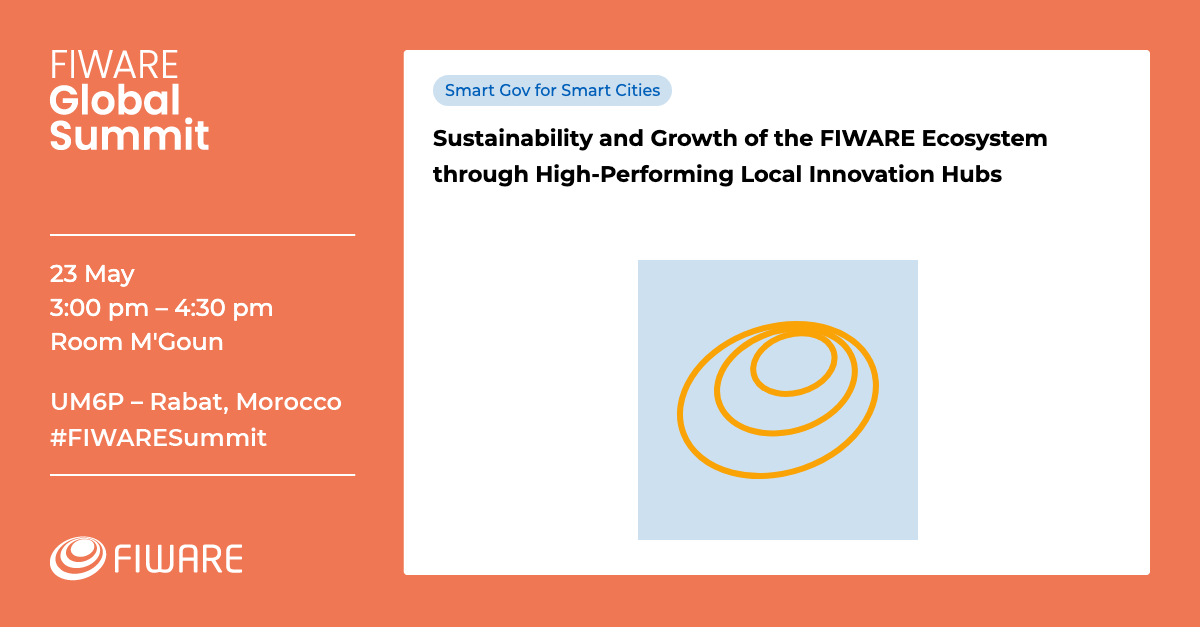 FIWARE
Global
Summit
23 May
3:00 pm – 4:30 pm
Room M'Goun
UM6P – Rabat, Morocco
#FIWARESummit
FIWARE
Smart Gov for Smart Cities
Sustainability and Growth of the FIWARE Ecosystem
through High-Performing Local Innovation Hubs